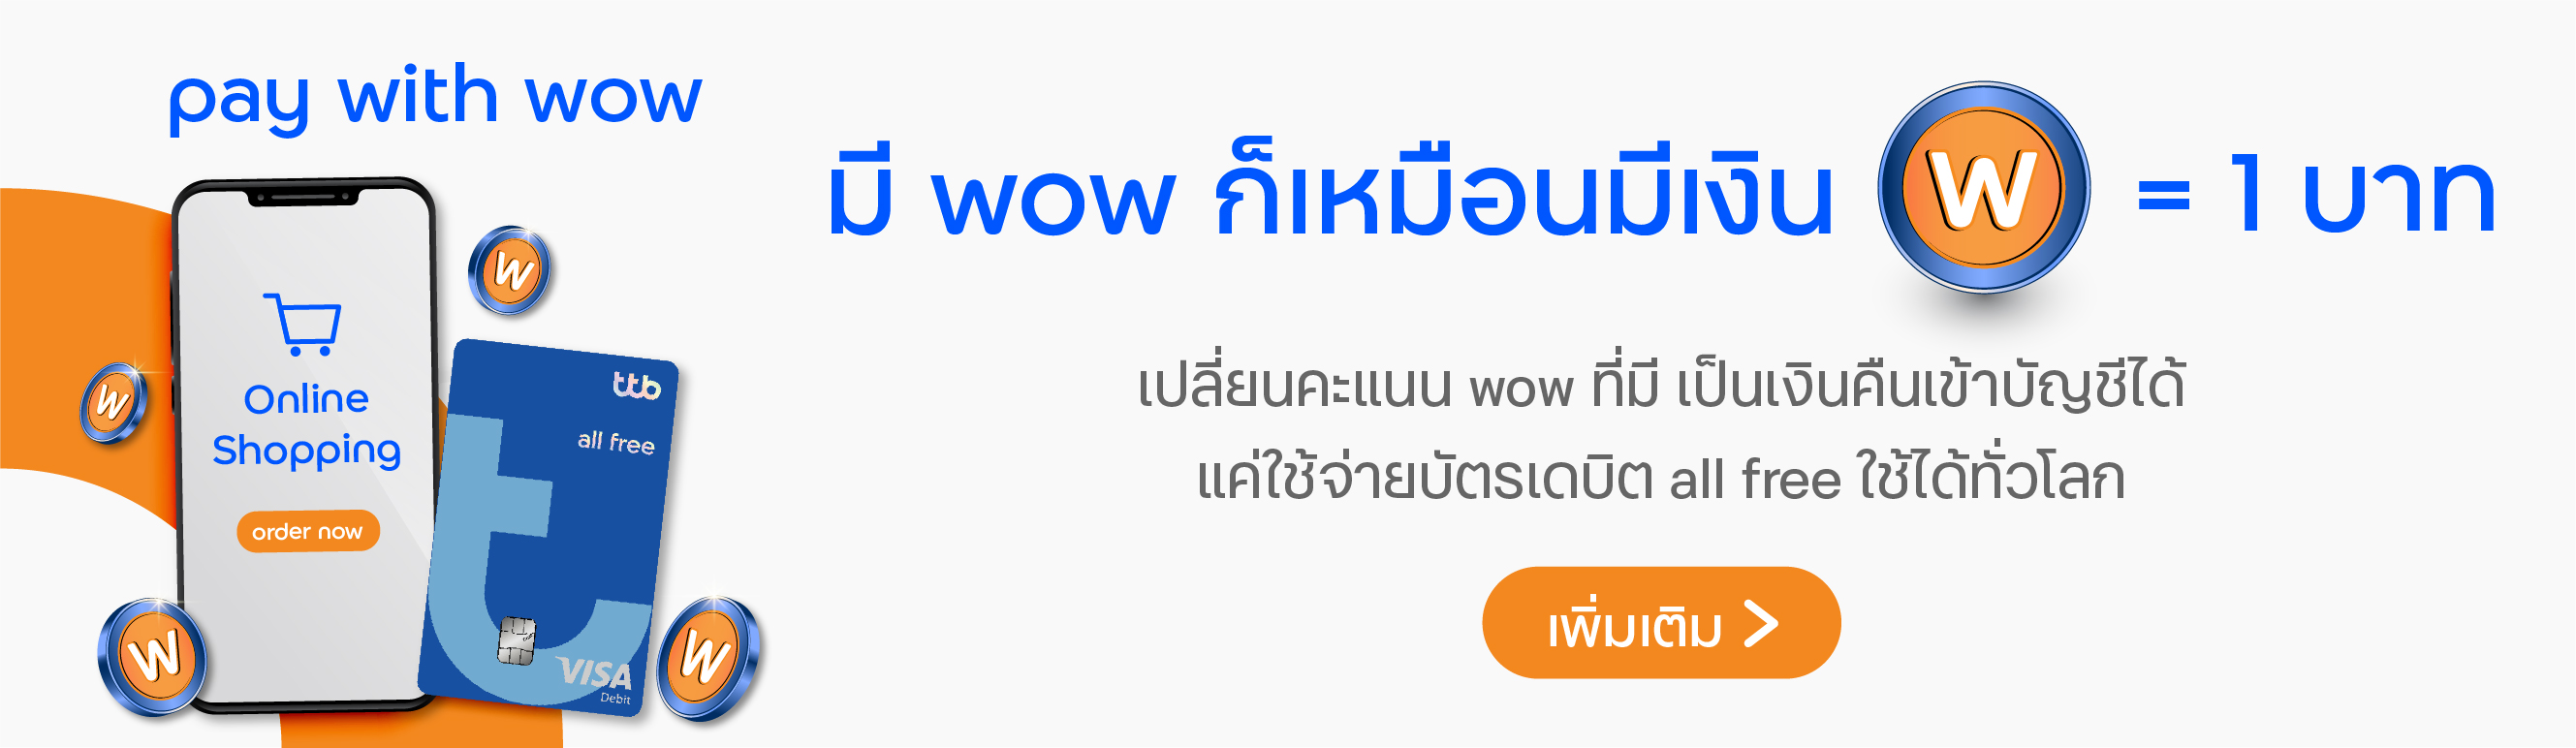 pay with wow
มี wow ก็เหมือนมีเงิน W = 1 บาท
เปลี่ยนคะแนน wow ที่มี เป็นเงินคืนเข้าบัญชีได้
แค่ใช้จ่ายบัตรเดบิต all free ใช้ได้ทั่วโลก
เพิ่มเติม >
Online
Shopping
order now
ttb
all free
VISA
Debit
W
W
W
W